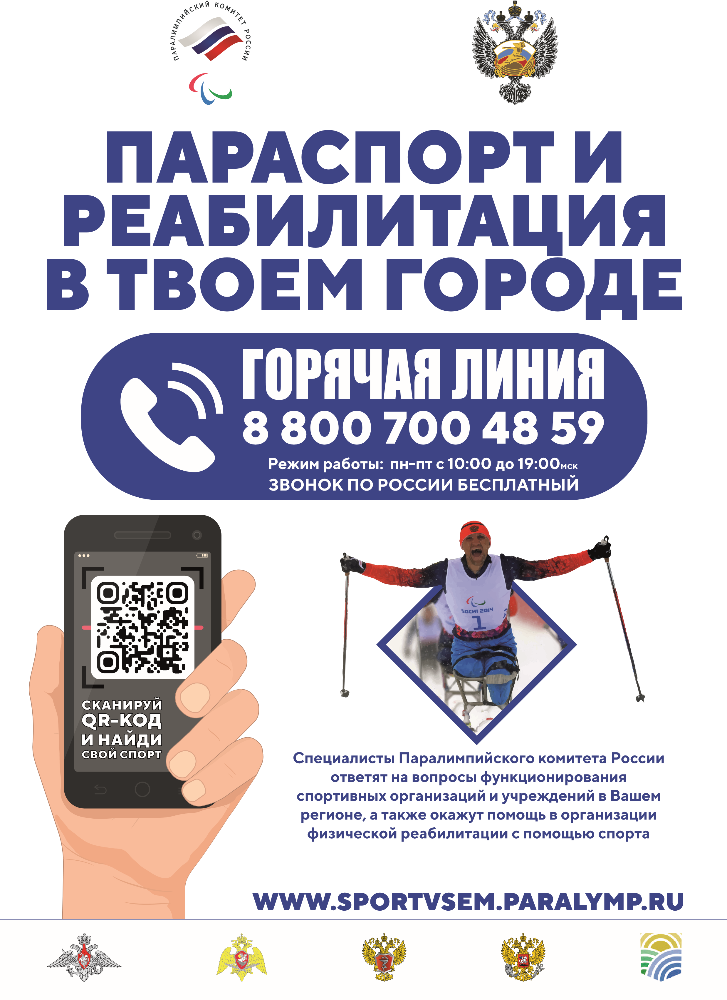 ПАРАЛИМПИЙСКИЙ КОМИТЕТ РОССИИ
ПАРАСПОРТ И
РЕАБИЛИТАЦИЯ
В ТВОЕМ ГОРОДЕ
ГОРЯЧАЯ ЛИНИЯ
8 800 700 48 59
Режим работы: пн-пт с 10:00 до 19:00мск
ЗВОНОК ПО РОССИИ БЕСПЛАТНЫЙ
SOCHI 2014
1
СКАНИРУЙ
QR-КОД
И НАЙДИ
СВОЙ СПОРТ
Специалисты Паралимпийского комитета России
ответят на вопросы функционирования
спортивных организаций и учреждений в Вашем
регионе, а также окажут помощь в организации
физической реабилитации с помощью спорта
WWW.SPORTVSEM.PARALYMP.RU